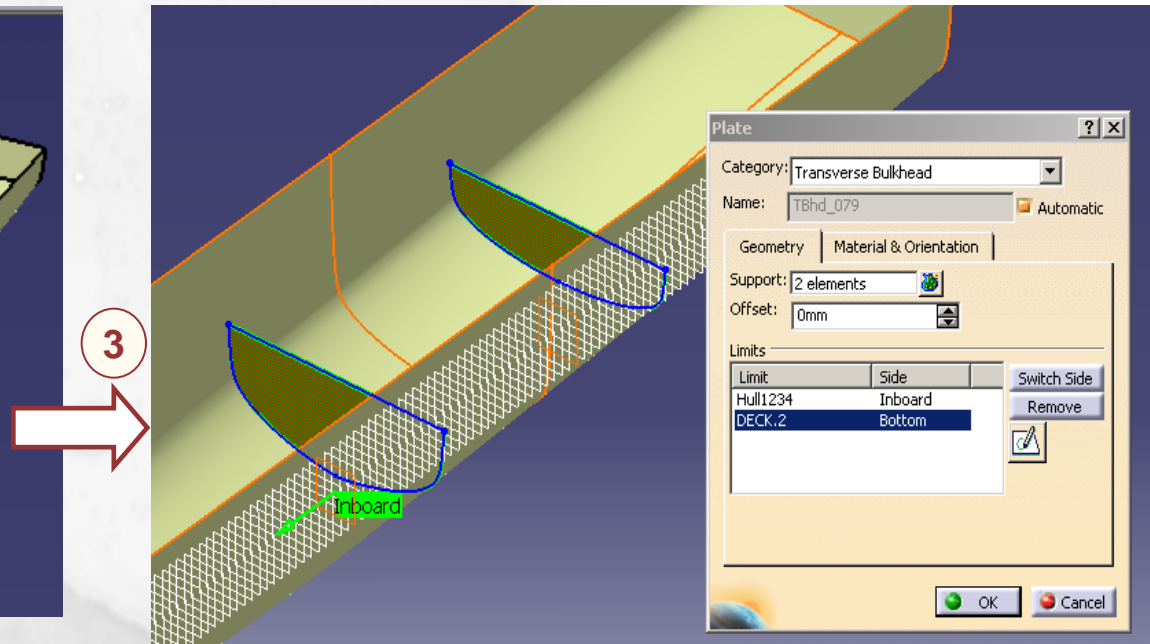 3
Inboard
Plate
? X
Category: Transverse Bulkhead
Name: TBhd_079 Automatic
Geometry Material & Orientation
Support: 2 elements
Offset: 0mm
Limits
Limit Side Switch Side
Hull1234 Inboard Remove
DECK.2 Bottom
OK Cancel